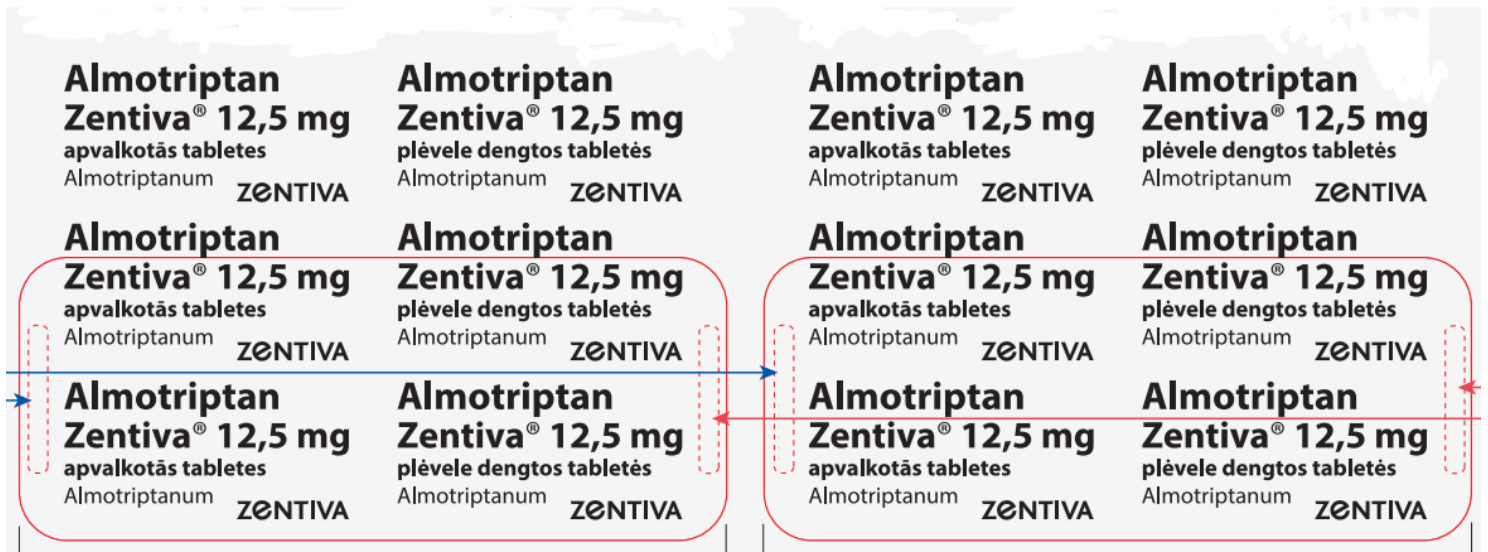 Almotriptan Almotriptan Almotriptan Almotriptan
Zentiva® 12,5 mg Zentiva® 12,5 mg Zentiva® 12,5 mg Zentiva® 12,5 mg
apvalkotās tabletes plėvele dengtos tabletės apvalkotās tabletes plėvele dengtos tabletės
Almotriptanum Almotriptanum Almotriptanum Almotriptanum
ZENTIVA ZENTIVA ZENTIVA ZENTIVA
Almotriptan Almotriptan Almotriptan Almotriptan
Zentiva® 12,5 mg Zentiva® 12,5 mg Zentiva® 12,5 mg Zentiva® 12,5 mg
apvalkotās tabletes plėvele dengtos tabletės apvalkotās tabletes plėvele dengtos tabletės
Almotriptanum Almotriptanum Almotriptanum Almotriptanum
ZENTIVA ZENTIVA ZENTIVA ZENTIVA
Almotriptan Almotriptan Almotriptan Almotriptan
Zentiva® 12,5 mg Zentiva® 12,5 mg Zentiva® 12,5 mg Zentiva® 12,5 mg
apvalkotās tabletes plėvele dengtos tabletės apvalkotās tabletes plėvele dengtos tabletės
Almotriptanum Almotriptanum Almotriptanum Almotriptanum
ZENTIVA ZENTIVA ZENTIVA ZENTIVA